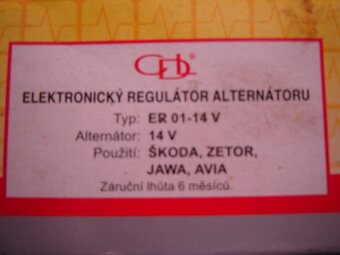 ELEKTRONICKÝ REGULÁTOR ALTERNÁTORU
Typ: ER 01-14 V
Alternátor: 14 V
Použití: ŠKODA, ZETOR,
JAWA, AVIA
Záruční lhůta 6 měsíců.